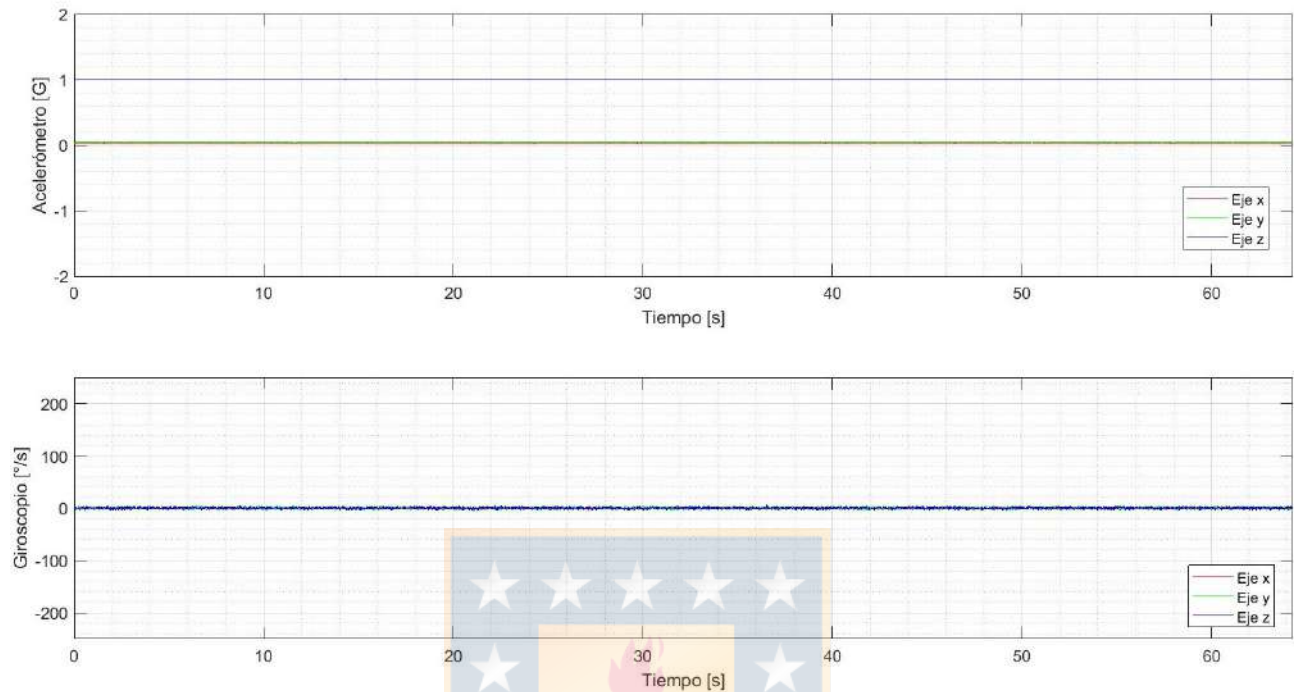 2
1
0
-1
-2
Acelerómetro [G]
Eje x
Eje y
Eje z
0 10 20 30 40 50 60
Tiempo [s]
200
100
0
-100
-200
Giroscopio [°/s]
Eje x
Eje y
Eje z
0 10 20 30 40 50 60
Tiempo [s]